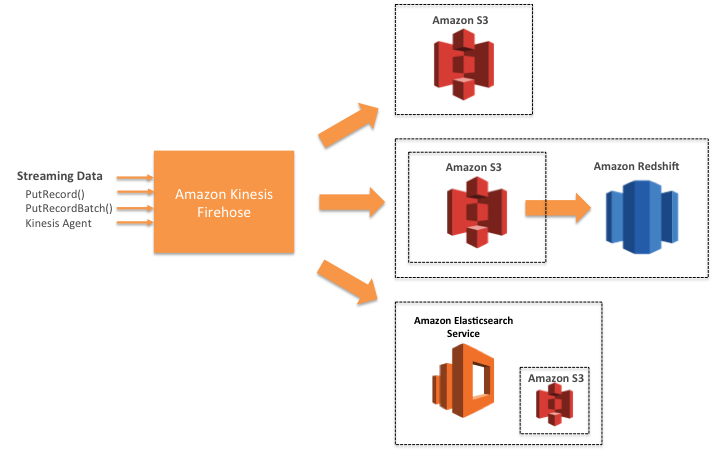 Amazon S3
Streaming Data
PutRecord()
PutRecordBatch()
Kinesis Agent
Amazon Kinesis
Firehose
Amazon S3
Amazon Redshift
Amazon Elasticsearch
Service
Amazon S3